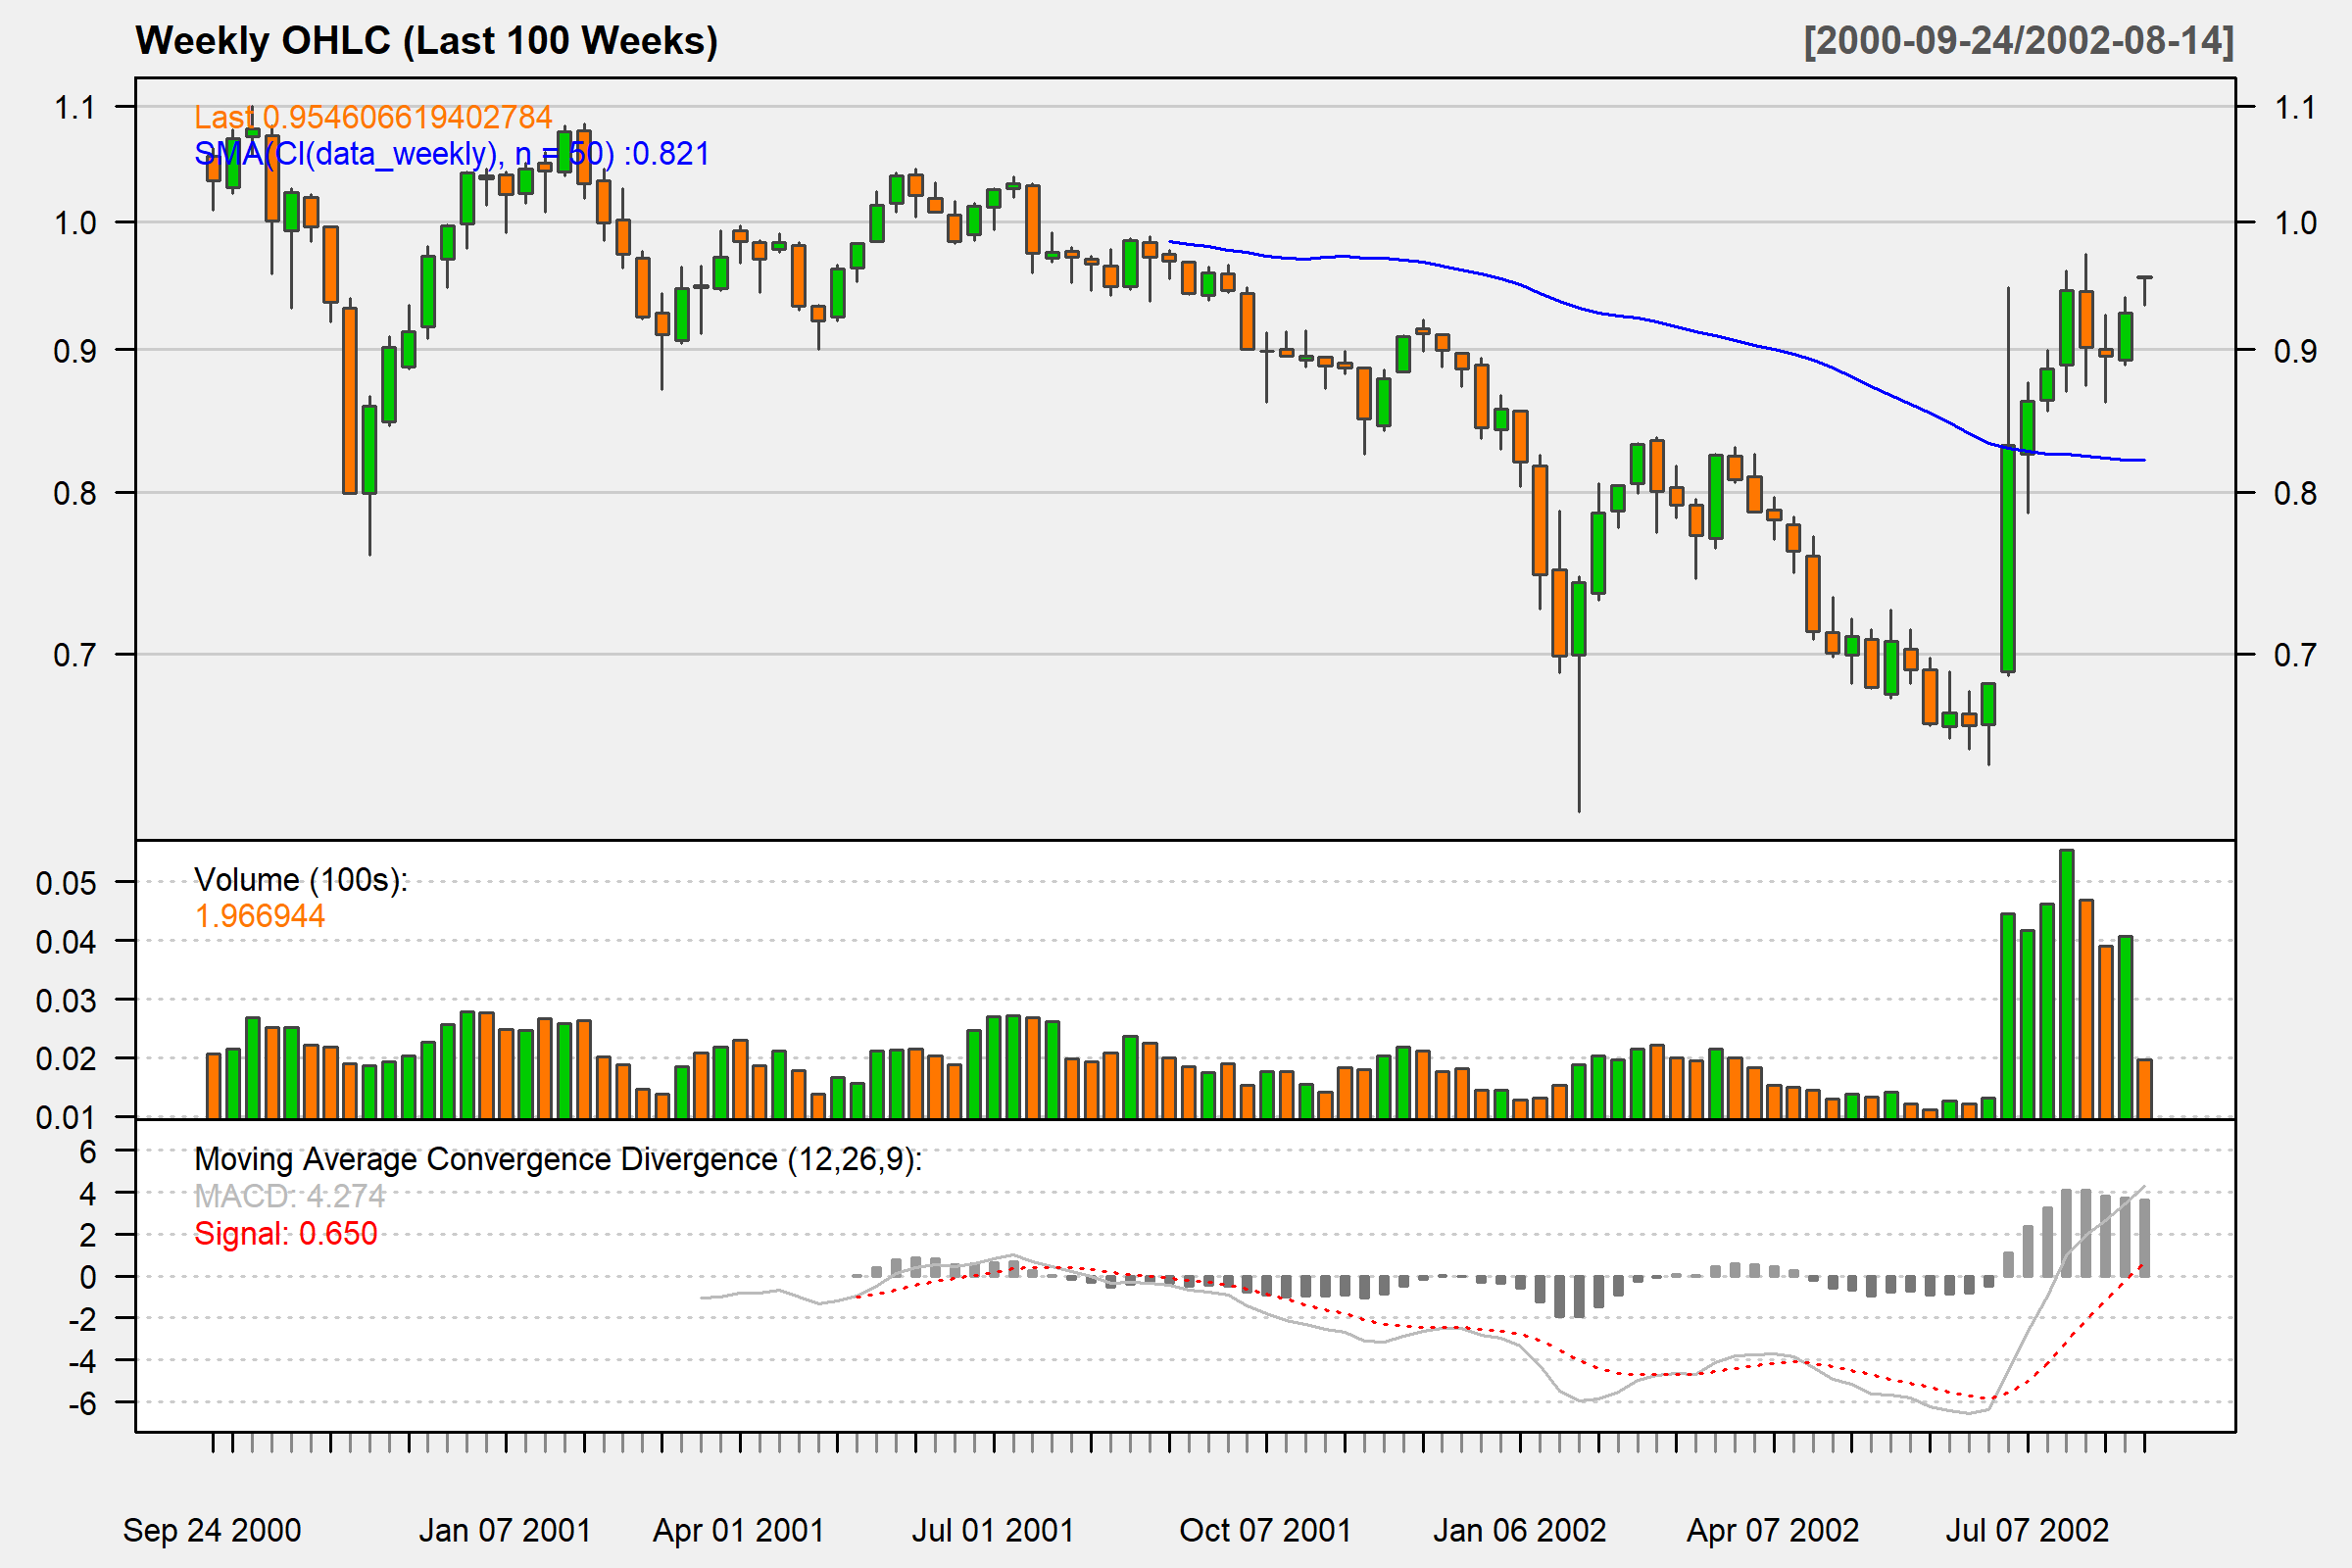 Weekly OHLC (Last 100 Weeks) [2000-09-24/2002-08-14]
Last 0.954606619402784
SMA(Cl(data_weekly), n = 50) :0.821
1.1 1.1
1.0 1.0
0.9 0.9
0.8 0.8
0.7 0.7
Volume (100s):
1.966944
0.05
0.04
0.03
0.02
0.01
Moving Average Convergence Divergence (12,26,9):
MACD: 4.274
Signal: 0.650
6
4
2
0
-2
-4
-6
Sep 24 2000 Jan 07 2001 Apr 01 2001 Jul 01 2001 Oct 07 2001 Jan 06 2002 Apr 07 2002 Jul 07 2002